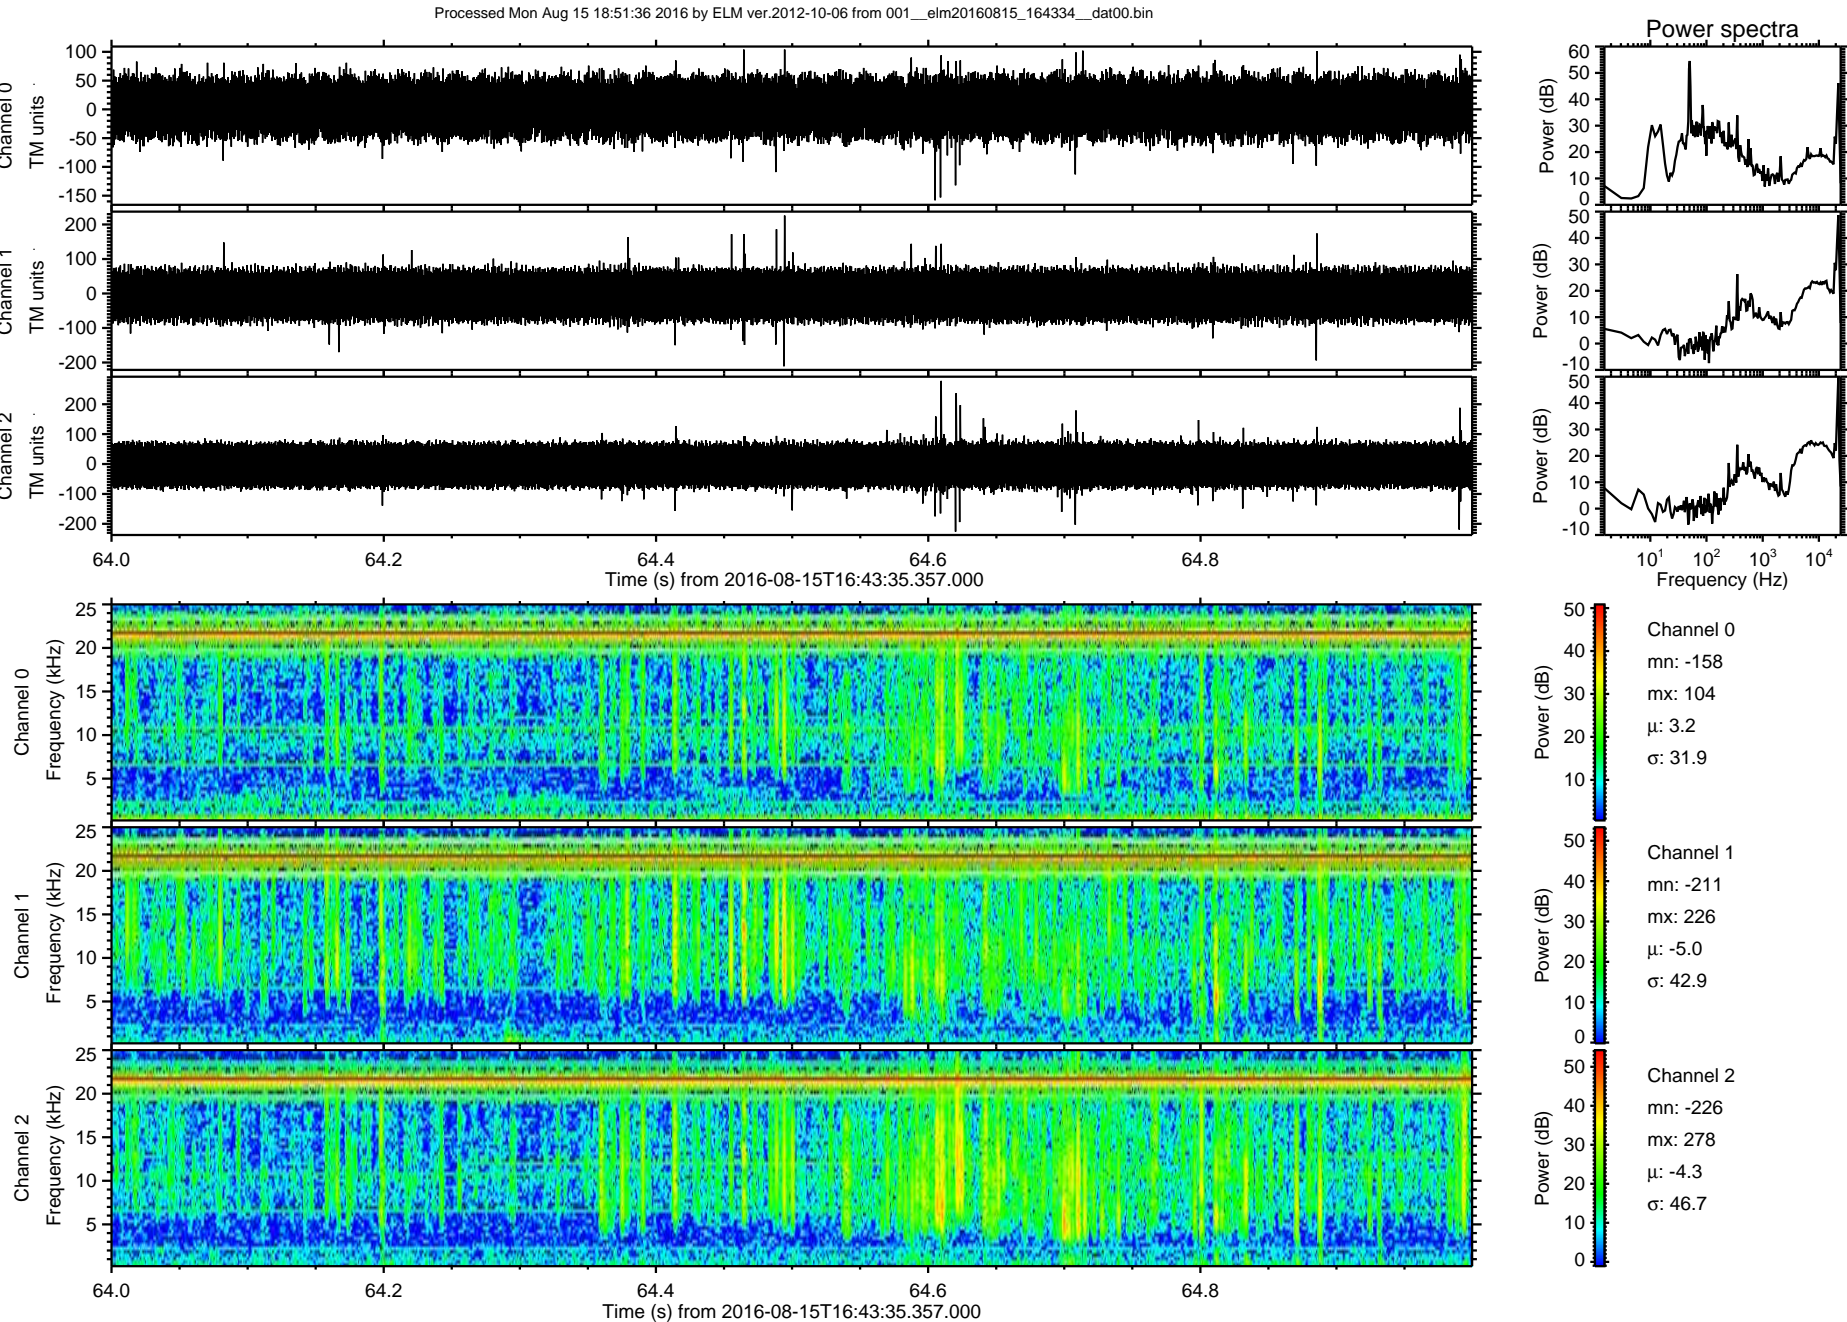 Processed Mon Aug 15 18:51:36 2016 by ELM ver.2012-10-06 from 001__elm20160815_164334__dat00.bin
Power spectra
Channel 0
TM units
100
50
0
-50
-100
-150
Power (dB)
60
50
40
30
20
10
0
Channel 1
TM units
200
100
0
-100
-200
Power (dB)
50
40
30
20
10
0
-10
Channel 2
TM units
200
100
0
-100
-200
Power (dB)
50
40
30
20
10
0
-10
64.0 64.2 64.4 64.6 64.8
Time (s) from 2016-08-15T16:43:35.357.000
10^1 10^2 10^3 10^4
Frequency (Hz)
Channel 0
Frequency (kHz)
25
20
15
10
5
Power (dB)
50
40
30
20
10
Channel 0
mn: -158
mx: 104
μ: 3.2
σ: 31.9
Channel 1
Frequency (kHz)
25
20
15
10
5
Power (dB)
50
40
30
20
10
0
Channel 1
mn: -211
mx: 226
μ: -5.0
σ: 42.9
Channel 2
Frequency (kHz)
25
20
15
10
5
Power (dB)
50
40
30
20
10
0
Channel 2
mn: -226
mx: 278
μ: -4.3
σ: 46.7
64.0 64.2 64.4 64.6 64.8
Time (s) from 2016-08-15T16:43:35.357.000